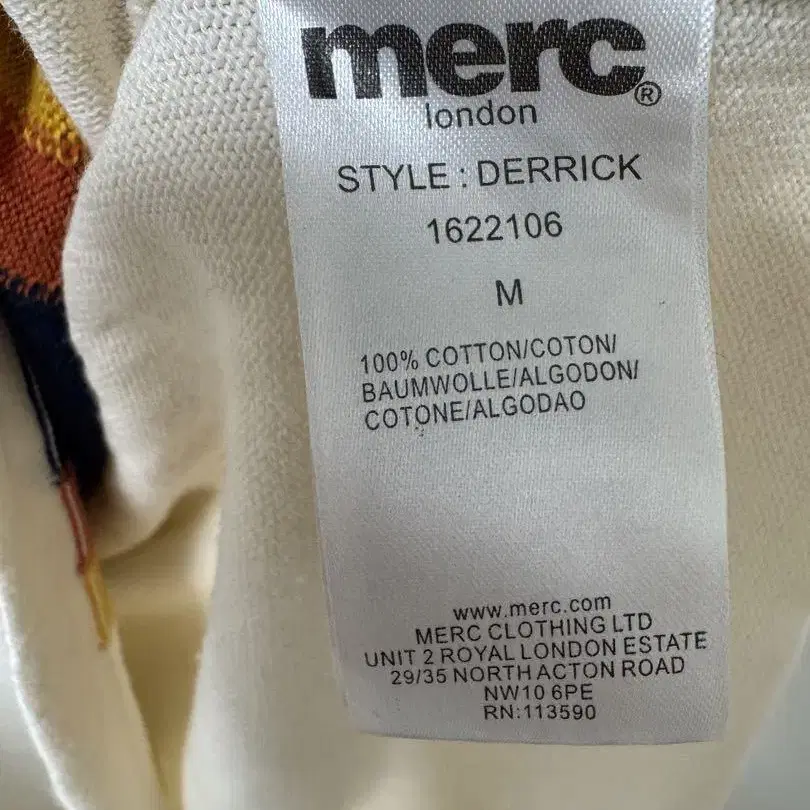 merc®
london
STYLE : DERRICK
1622106
M
100% COTTON/COTON/
BAUMWOLLE/ALGODON/
COTONE/ALGODAO
www.merc.com
MERC CLOTHING LTD
UNIT 2 ROYAL LONDON ESTATE
29/35 NORTH ACTON ROAD
NW10 6PE
RN:113590